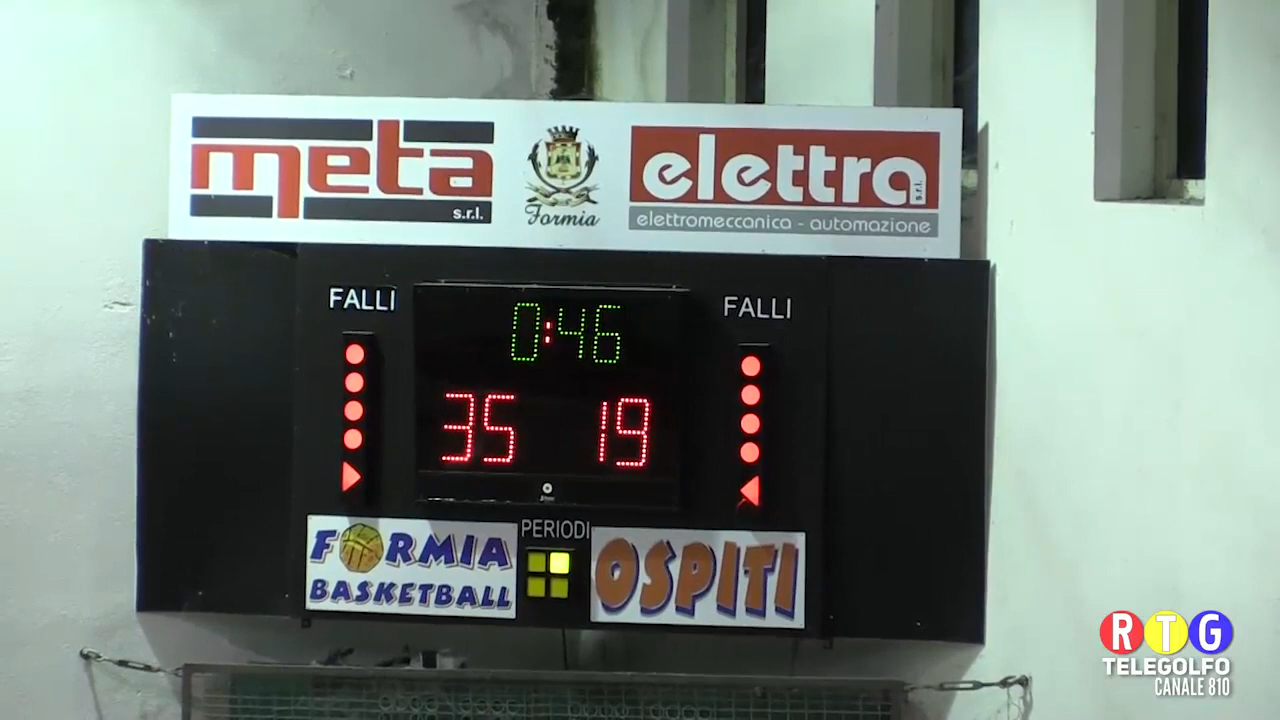 meta
s.r.l.
Formia
elettra
s.r.l.
elettromeccanica - automazione
FALLI
FALLI
0:46
35 19
PERIODI
FORMIA
BASKETBALL
OSPITI
RTG
TELEGOLFO
CANALE 810